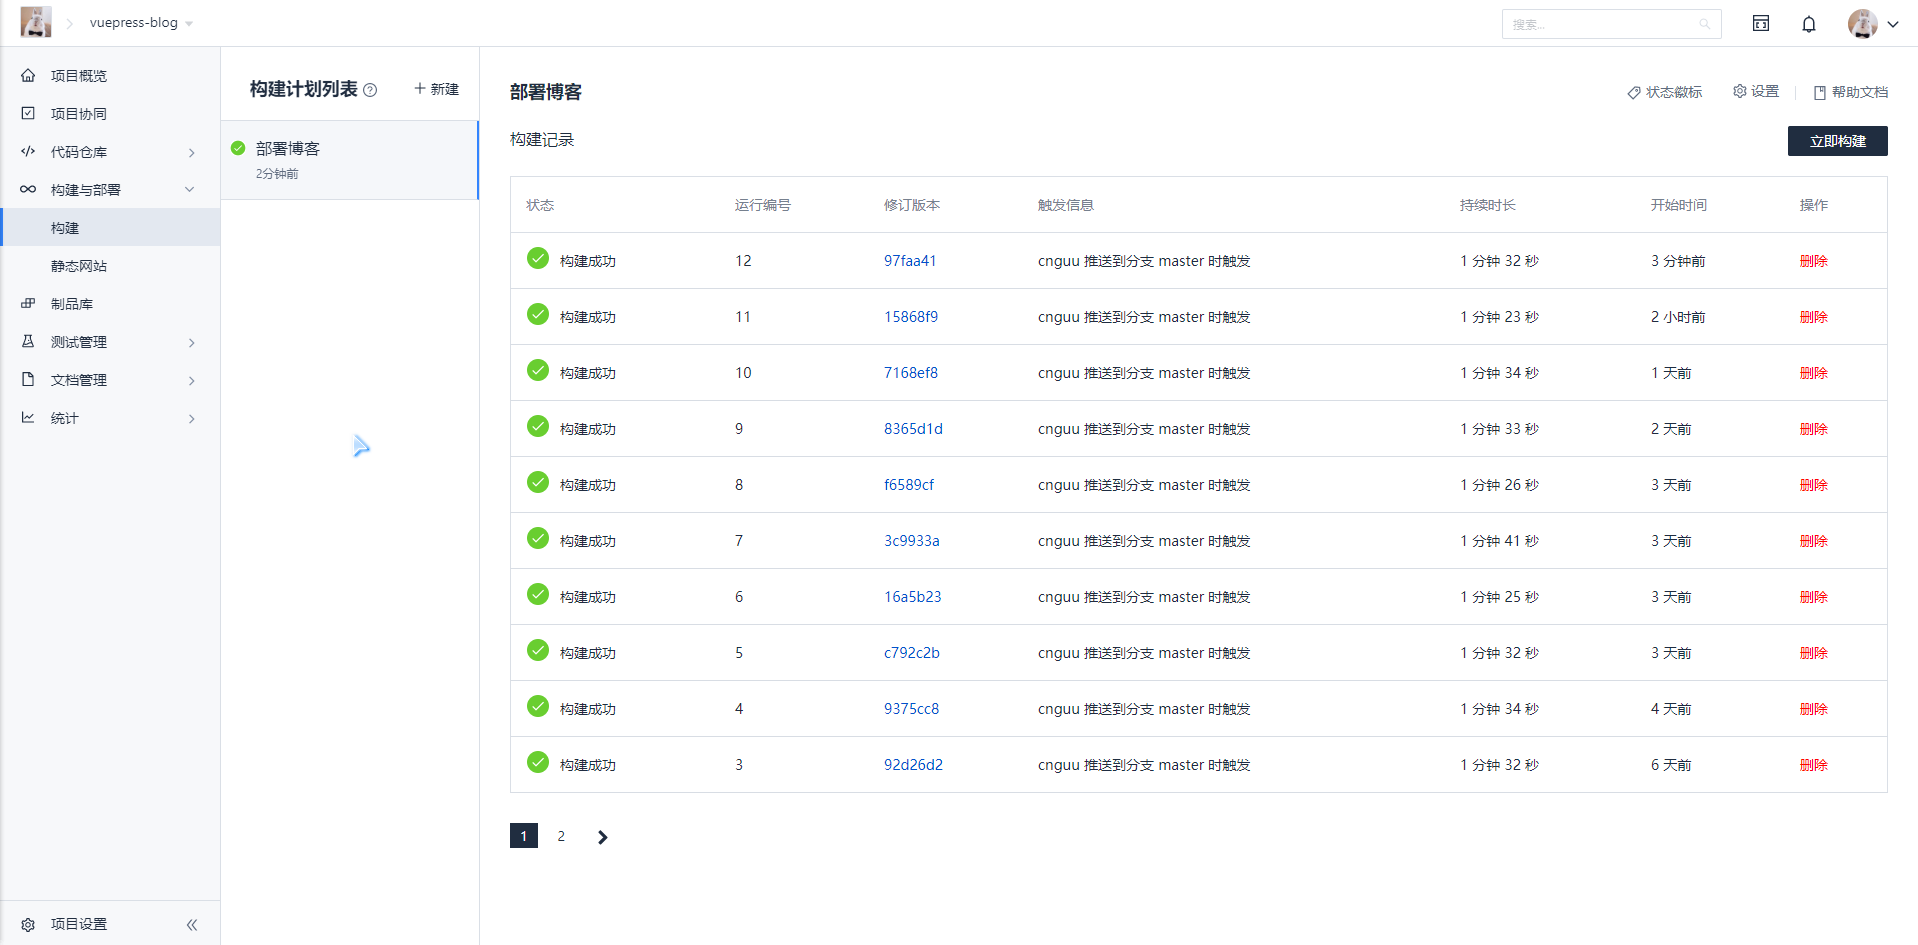 vuepress-blog
搜索...
项目概览
项目协同
代码仓库
构建与部署
构建
静态网站
制品库
测试管理
文档管理
统计
项目设置
构建计划列表
新建
部署博客
2分钟前
部署博客
状态徽标
设置
帮助文档
构建记录
立即构建
状态 运行编号 修订版本 触发信息 持续时长 开始时间 操作
构建成功 12 97faa41 cnguu 推送到分支 master 时触发 1 分钟 32 秒 3 分钟前 删除
构建成功 11 15868f9 cnguu 推送到分支 master 时触发 1 分钟 23 秒 2 小时前 删除
构建成功 10 7168ef8 cnguu 推送到分支 master 时触发 1 分钟 34 秒 1 天前 删除
构建成功 9 8365d1d cnguu 推送到分支 master 时触发 1 分钟 33 秒 2 天前 删除
构建成功 8 f6589cf cnguu 推送到分支 master 时触发 1 分钟 26 秒 3 天前 删除
构建成功 7 3c9933a cnguu 推送到分支 master 时触发 1 分钟 41 秒 3 天前 删除
构建成功 6 16a5b23 cnguu 推送到分支 master 时触发 1 分钟 25 秒 3 天前 删除
构建成功 5 c792c2b cnguu 推送到分支 master 时触发 1 分钟 32 秒 3 天前 删除
构建成功 4 9375cc8 cnguu 推送到分支 master 时触发 1 分钟 34 秒 4 天前 删除
构建成功 3 92d26d2 cnguu 推送到分支 master 时触发 1 分钟 32 秒 6 天前 删除
1 2